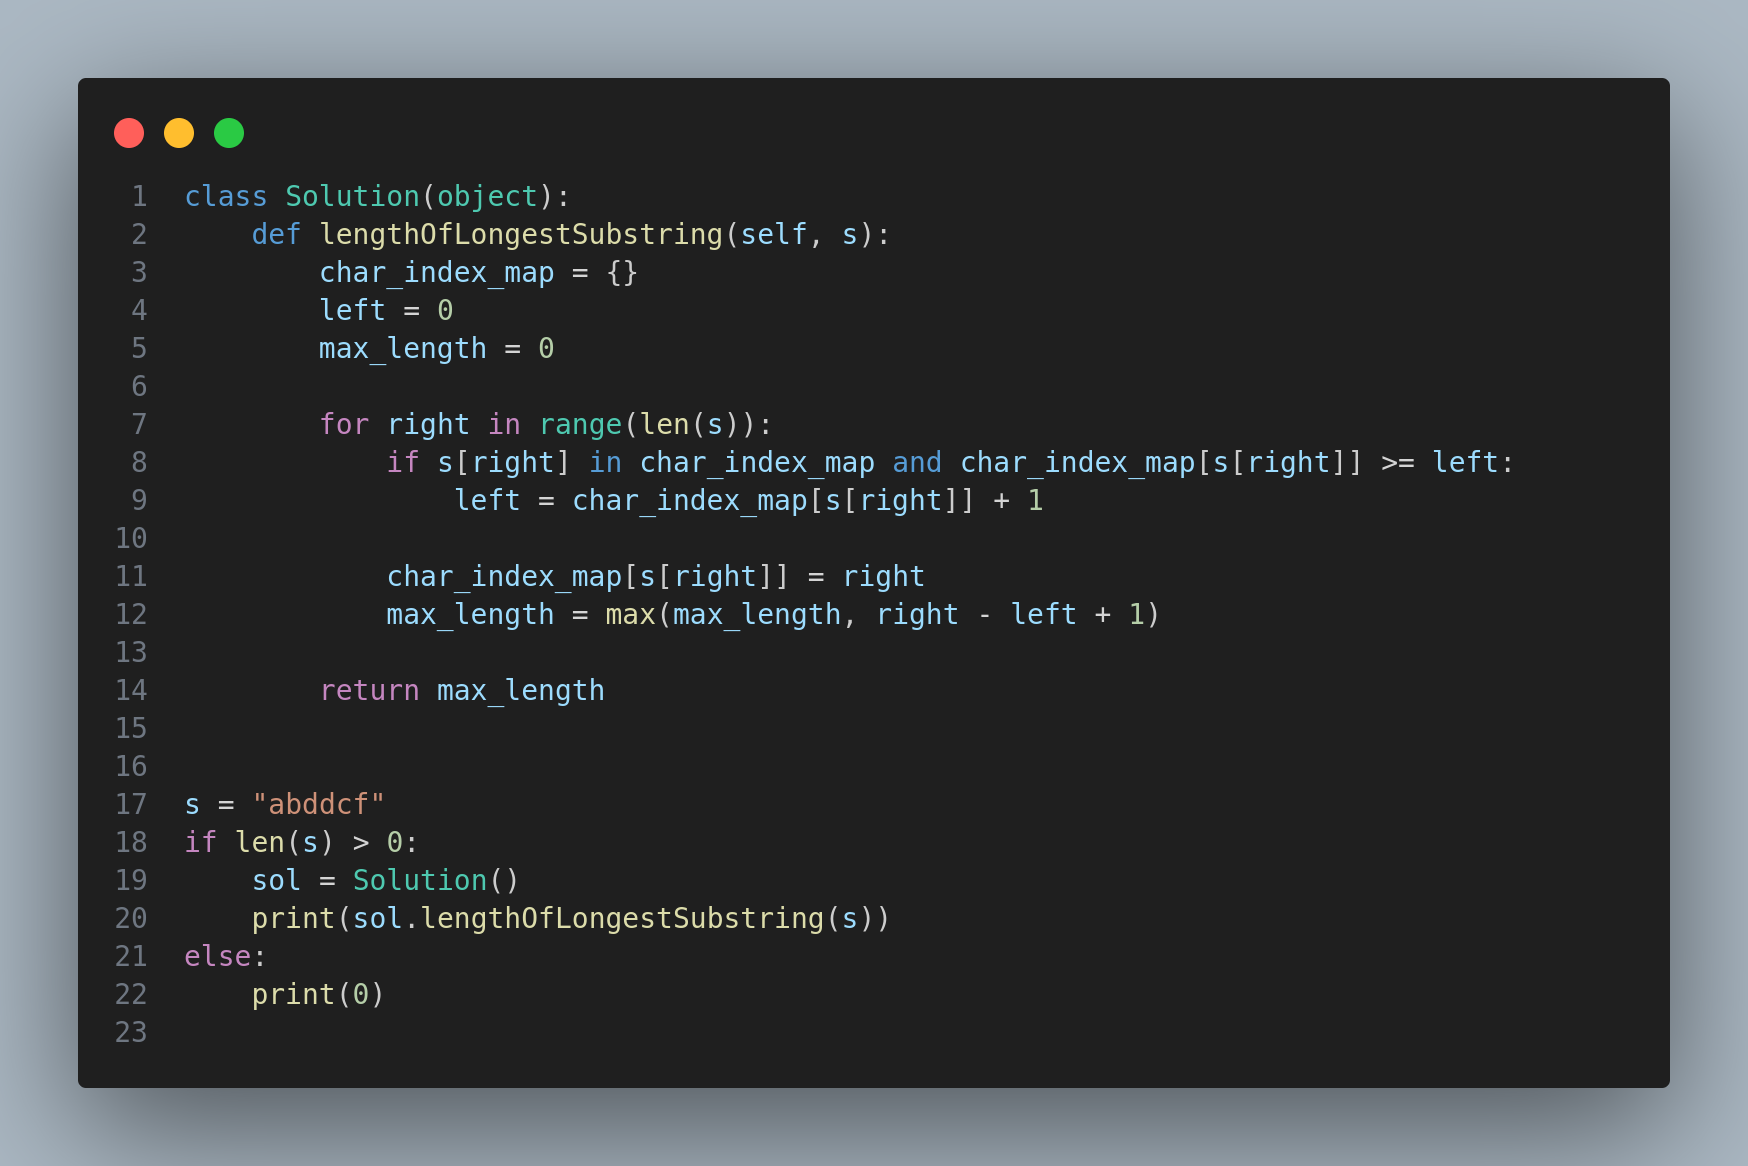 1 class Solution(object):
2     def lengthOfLongestSubstring(self, s):
3         char_index_map = {}
4         left = 0
5         max_length = 0
6
7         for right in range(len(s)):
8             if s[right] in char_index_map and char_index_map[s[right]] >= left:
9                 left = char_index_map[s[right]] + 1
10
11             char_index_map[s[right]] = right
12             max_length = max(max_length, right - left + 1)
13
14         return max_length
15
16
17 s = "abddcf"
18 if len(s) > 0:
19     sol = Solution()
20     print(sol.lengthOfLongestSubstring(s))
21 else:
22     print(0)
23